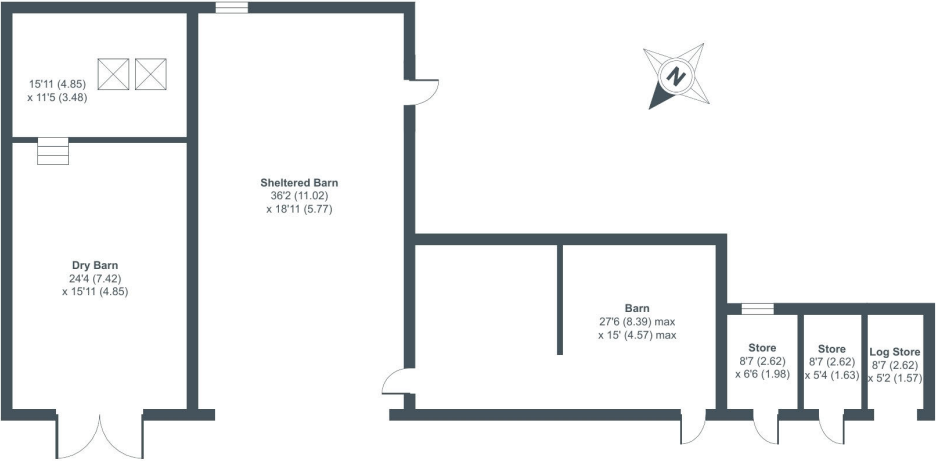 15'11 (4.85)
x 11'5 (3.48)
N
Sheltered Barn
36'2 (11.02)
x 18'11 (5.77)
Dry Barn
24'4 (7.42)
x 15'11 (4.85)
Barn
27'6 (8.39) max
x 15' (4.57) max
Store
8'7 (2.62)
x 6'6 (1.98)
Store
8'7 (2.62)
x 5'4 (1.63)
Log Store
8'7 (2.62)
x 5'2 (1.57)